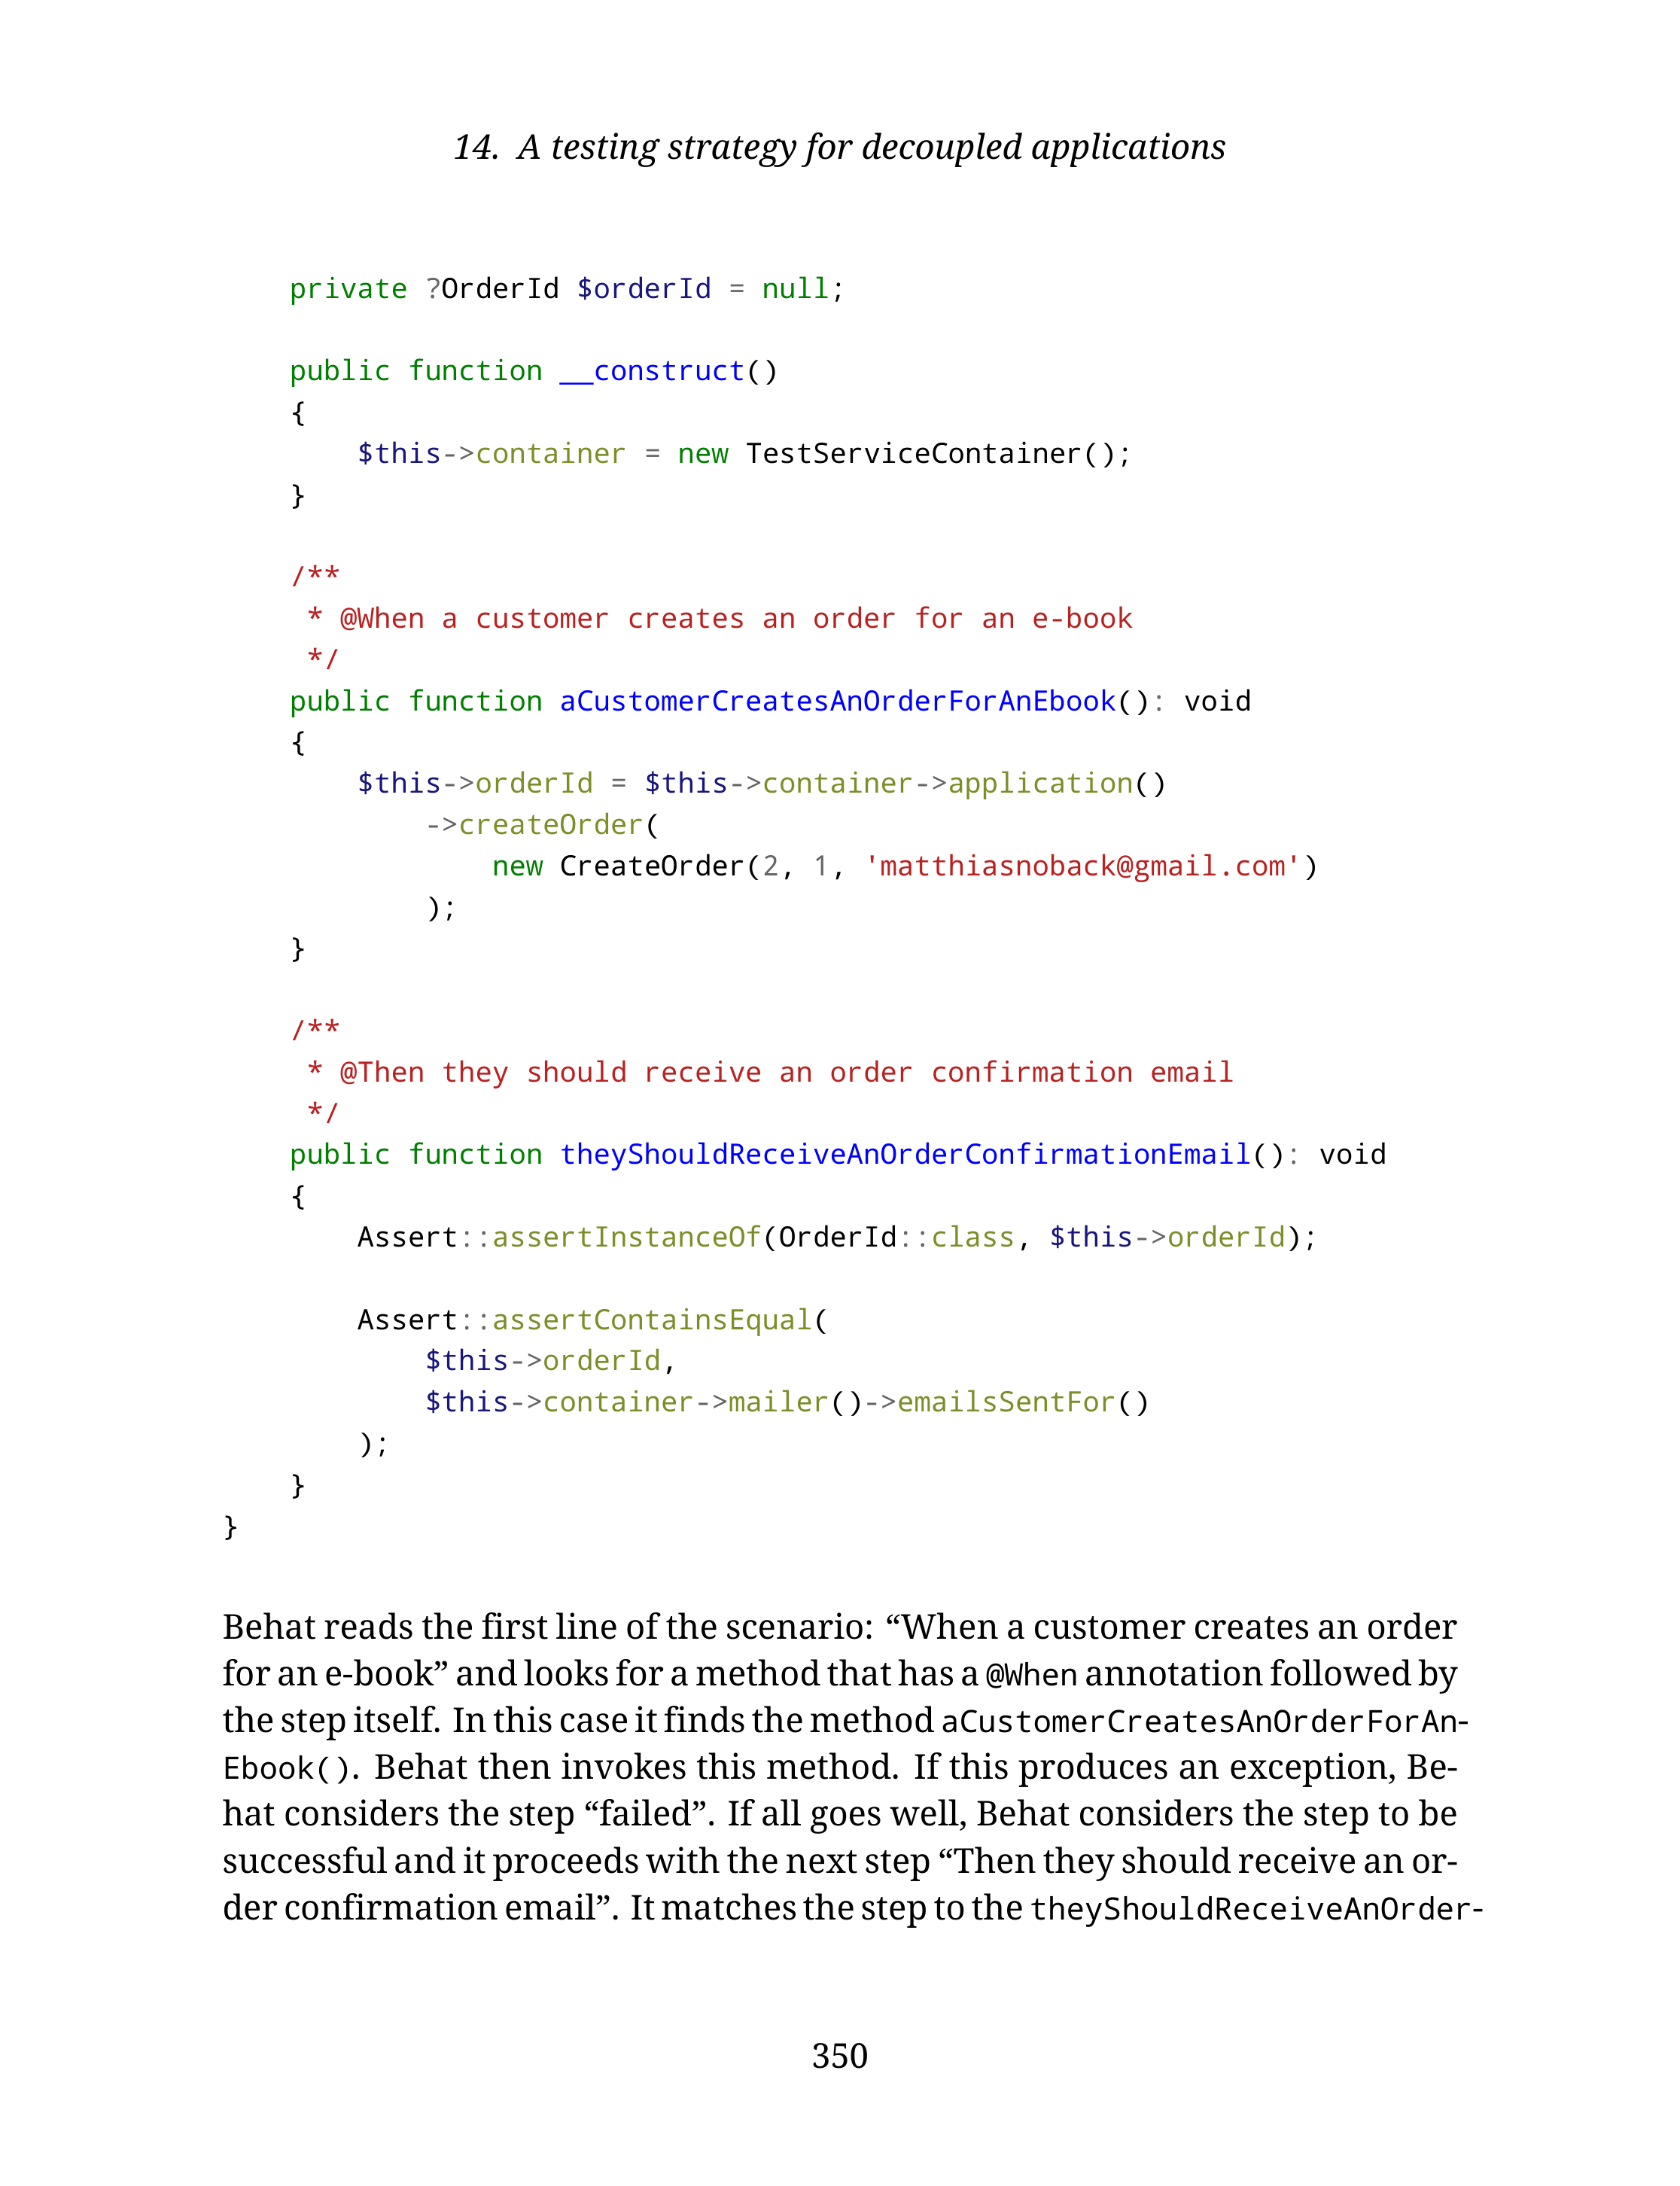 14. A testing strategy for decoupled applications
    private ?OrderId $orderId = null;
    public function __construct()
    {
        $this->container = new TestServiceContainer();
    }
    /**
     * @When a customer creates an order for an e-book
     */
    public function aCustomerCreatesAnOrderForAnEbook(): void
    {
        $this->orderId = $this->container->application()
            ->createOrder(
                new CreateOrder(2, 1, 'matthiasnoback@gmail.com')
            );
    }
    /**
     * @Then they should receive an order confirmation email
     */
    public function theyShouldReceiveAnOrderConfirmationEmail(): void
    {
        Assert::assertInstanceOf(OrderId::class, $this->orderId);
        Assert::assertContainsEqual(
            $this->orderId,
            $this->container->mailer()->emailsSentFor()
        );
    }
}
Behat reads the first line of the scenario: “When a customer creates an order
for an e-book” and looks for a method that has a @When annotation followed by
the step itself. In this case it finds the method aCustomerCreatesAnOrderForAn-
Ebook(). Behat then invokes this method. If this produces an exception, Be-
hat considers the step “failed”. If all goes well, Behat considers the step to be
successful and it proceeds with the next step “Then they should receive an or-
der confirmation email”. It matches the step to the theyShouldReceiveAnOrder-
350